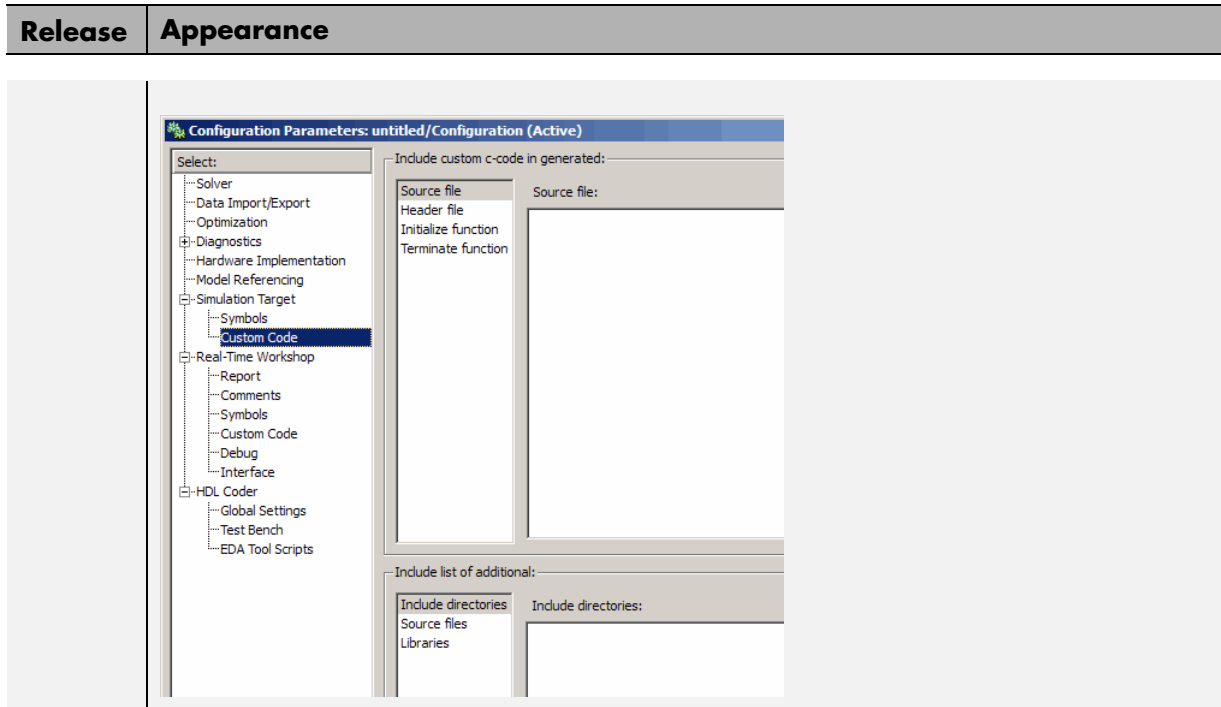 Release Appearance
Configuration Parameters: untitled/Configuration (Active)
Select:
Solver
Data Import/Export
Optimization
Diagnostics
Hardware Implementation
Model Referencing
Simulation Target
Symbols
Custom Code
Real-Time Workshop
Report
Comments
Symbols
Custom Code
Debug
Interface
HDL Coder
Global Settings
Test Bench
EDA Tool Scripts
Include custom c-code in generated:
Source file
Header file
Initialize function
Terminate function
Source file:
Include list of additional:
Include directories
Source files
Libraries
Include directories: